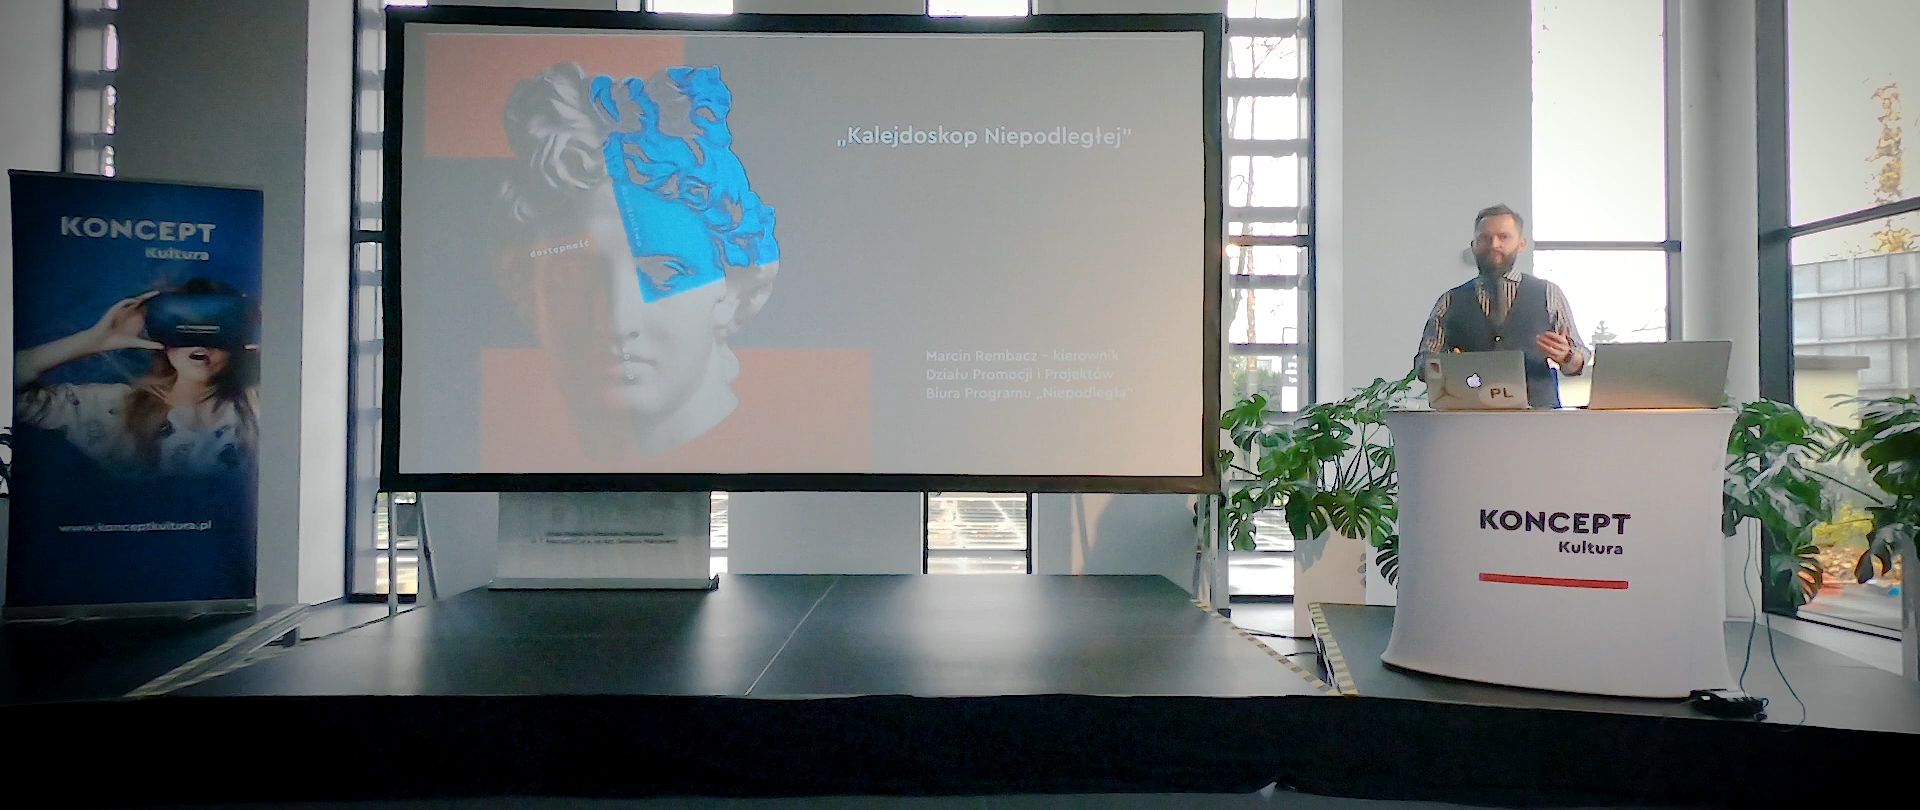 KONCEPT
Kultura
www.konceptkultura.pl
„Kalejdoskop Niepodległej”
dostępność
Marcin Rembacz – kierownik
Działu Promocji i Projektów
Biura Programu „Niepodległa”
PL
KONCEPT
Kultura